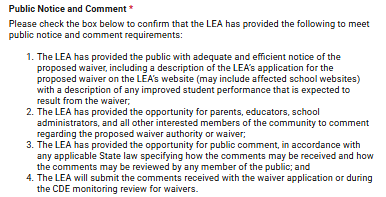 Public Notice and Comment *
Please check the box below to confirm that the LEA has provided the following to meet
public notice and comment requirements:
1. The LEA has provided the public with adequate and efficient notice of the
proposed waiver, including a description of the LEA's application for the
proposed waiver on the LEA's website (may include affected school websites)
with a description of any improved student performance that is expected to
result from the waiver;
2. The LEA has provided the opportunity for parents, educators, school
administrators, and all other interested members of the community to comment
regarding the proposed waiver authority or waiver;
3. The LEA has provided the opportunity for public comment, in accordance with
any applicable State law specifying how the comments may be received and how
the comments may be reviewed by any member of the public; and
4. The LEA will submit the comments received with the waiver application or during
the CDE monitoring review for waivers.